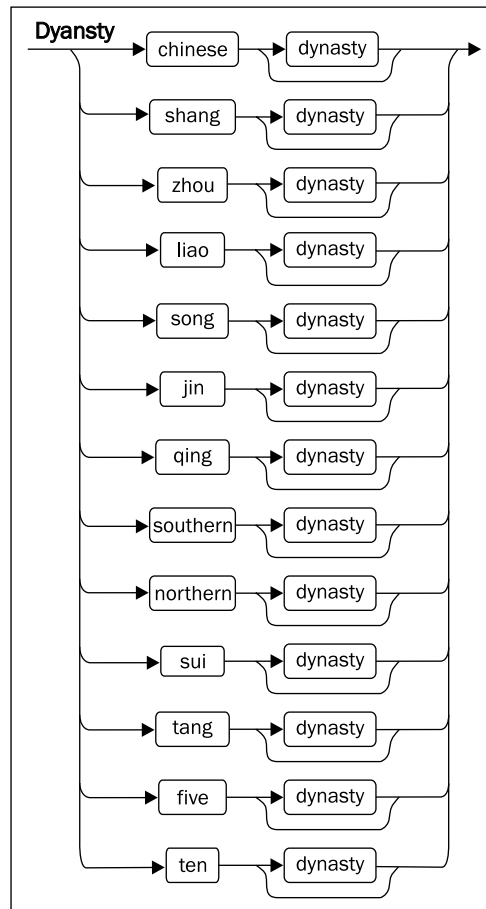 Dyansty
chinese dynasty
shang dynasty
zhou dynasty
liao dynasty
song dynasty
jin dynasty
qing dynasty
southern dynasty
northern dynasty
sui dynasty
tang dynasty
five dynasty
ten dynasty